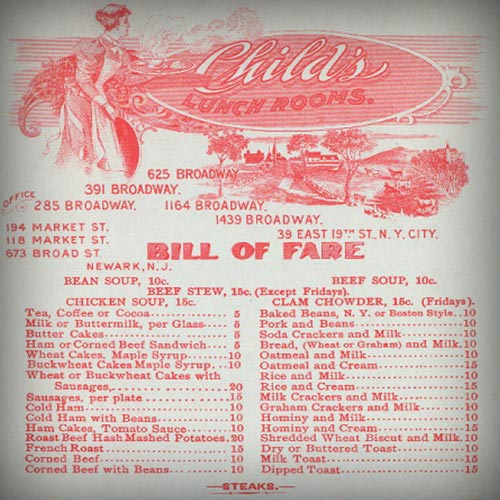 Child's
LUNCH ROOMS.
625 BROADWAY
391 BROADWAY.
OFFICE
285 BROADWAY. 1164 BROADWAY.
1439 BROADWAY.
194 MARKET ST.
39 EAST 19TH ST., N.Y. CITY.
118 MARKET ST.
673 BROAD ST
NEWARK, N.J.
BILL OF FARE
BEAN SOUP, 10c. BEEF SOUP, 10c.
BEEF STEW, 15c. (Except Fridays).
CHICKEN SOUP, 15c. CLAM CHOWDER, 15c. (Fridays).
Tea, Coffee or Cocoa 5
Milk or Buttermilk, per Glass 5
Butter Cakes 5
Ham or Corned Beef Sandwich 5
Wheat Cakes, Maple Syrup 10
Buckwheat Cakes Maple Syrup 10
Wheat or Buckwheat Cakes with
Sausages, 20
Sausages, per plate 15
Cold Ham 10
Cold Ham with Beans 10
Ham Cakes, Tomato Sauce 10
Roast Beef Hash Mashed Potatoes. 20
French Roast 15
Corned Beef 10
Corned Beef with Beans 10
Baked Beans, N. Y. or Boston Style 10
Pork and Beans 10
Soda Crackers and Milk 10
Bread, (Wheat or Graham) and Milk. 10
Oatmeal and Milk 10
Oatmeal and Cream 15
Rice and Milk 10
Rice and Cream 15
Milk Crackers and Milk 10
Graham Crackers and Milk 10
Hominy and Milk 10
Hominy and Cream 15
Shredded Wheat Biscut and Milk. 10
Dry or Buttered Toast 10
Milk Toast 15
Dipped Toast 15
STEAKS.